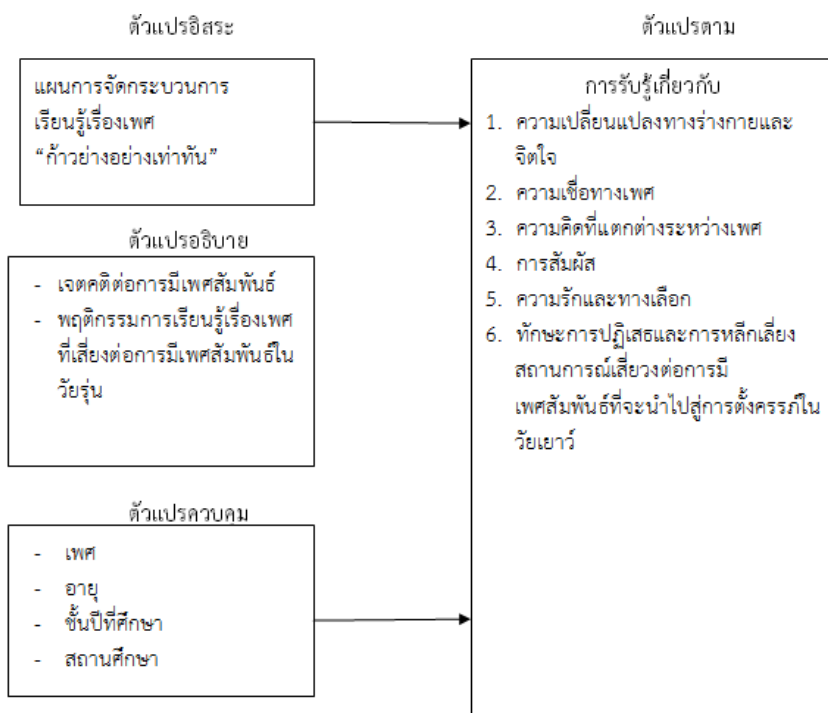 ตัวแปรอิสระ
แผนการจัดกระบวนการ
เรียนรู้เรื่องเพศ
“ก้าวย่างอย่างเท่าทัน”
ตัวแปรอธิบาย
- เจตคติต่อการมีเพศสัมพันธ์
- พฤติกรรมการเรียนรู้เรื่องเพศ
ที่เสี่ยงต่อการมีเพศสัมพันธ์ใน
วัยรุ่น
ตัวแปรควบคุม
- เพศ
- อายุ
- ชั้นปีที่ศึกษา
- สถานศึกษา
ตัวแปรตาม
การรับรู้เกี่ยวกับ
1. ความเปลี่ยนแปลงทางร่างกายและ
จิตใจ
2. ความเชื่อทางเพศ
3. ความคิดที่แตกต่างระหว่างเพศ
4. การสัมผัส
5. ความรักและทางเลือก
6. ทักษะการปฏิเสธและการหลีกเลี่ยง
สถานการณ์เสี่ยวงต่อการมี
เพศสัมพันธ์ที่จะนำไปสู่การตั้งครรภ์ใน
วัยเยาว์